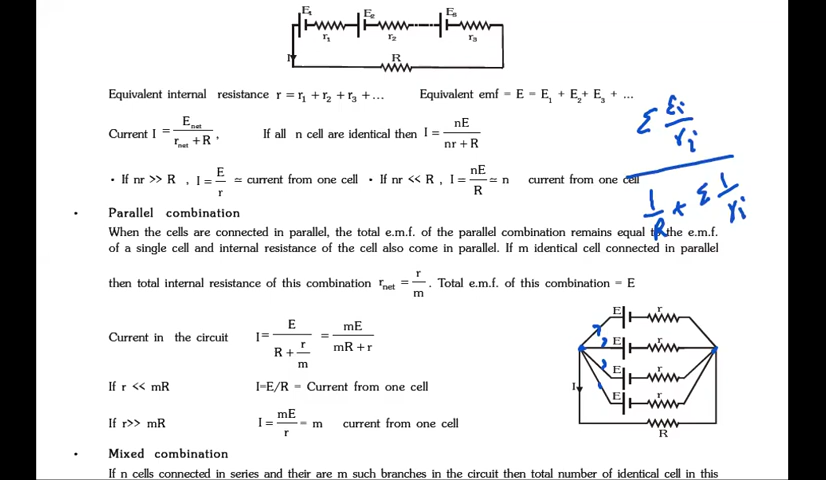 E₁ E₂ E₃
r₁ r₂ r₃
I R
Equivalent internal resistance r = r₁ + r₂ + r₃ + ... Equivalent emf = E = E₁ + E₂+ E₃ + ...
Σ εi/ri
Current I = E_net / (r_net + R), If all n cell are identical then I = nE / (nr + R)
• If nr >> R , I = E/r ≃ current from one cell • If nr << R , I = nE/R ≃ n current from one cell
1/R + Σ 1/ri
• Parallel combination
When the cells are connected in parallel, the total e.m.f. of the parallel combination remains equal to the e.m.f.
of a single cell and internal resistance of the cell also come in parallel. If m identical cell connected in parallel
then total internal resistance of this combination r_net = r/m . Total e.m.f. of this combination = E
Current in the circuit I= E / (R + r/m) = mE / (mR + r)
If r << mR I=E/R = Current from one cell
If r>> mR I = mE/r = m current from one cell
E r
E r
E r
E r
I R
• Mixed combination
If n cells connected in series and their are m such branches in the circuit then total number of identical cell in this